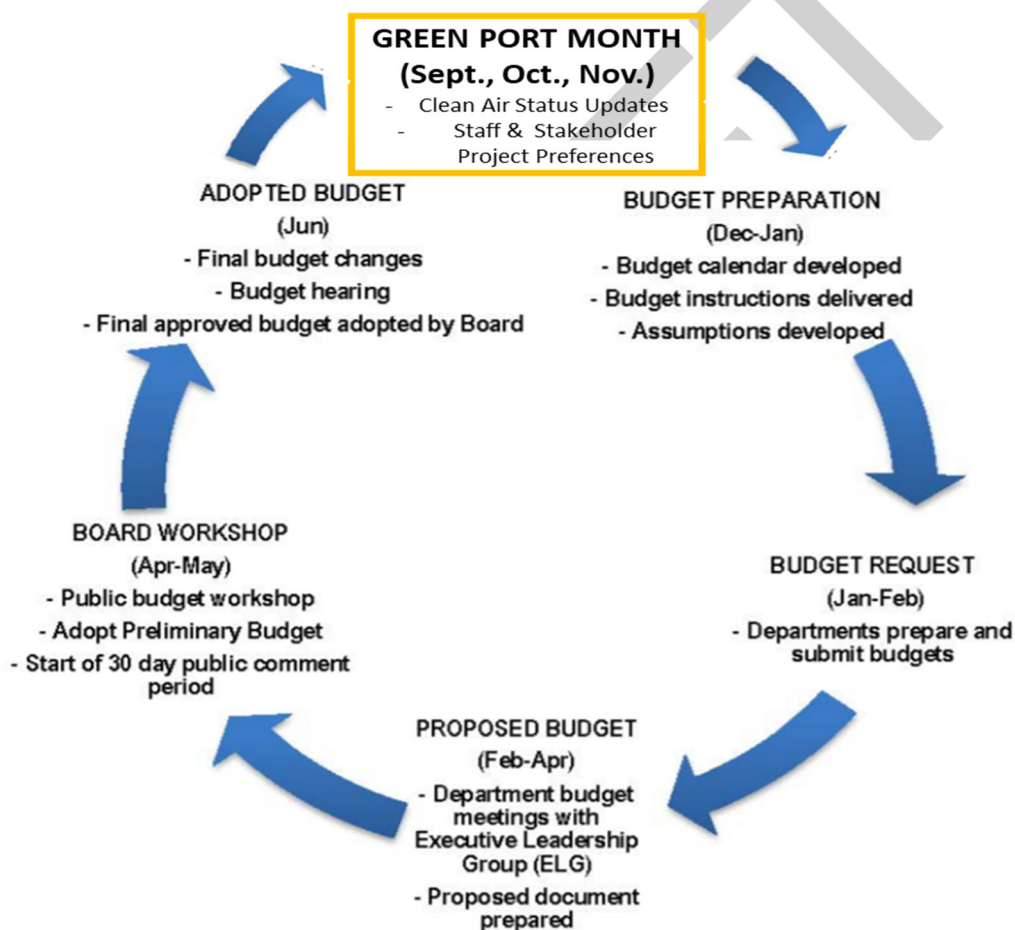 GREEN PORT MONTH
(Sept., Oct., Nov.)
- Clean Air Status Updates
- Staff & Stakeholder
Project Preferences
BUDGET PREPARATION
(Dec-Jan)
- Budget calendar developed
- Budget instructions delivered
- Assumptions developed
BUDGET REQUEST
(Jan-Feb)
- Departments prepare and
submit budgets
PROPOSED BUDGET
(Feb-Apr)
- Department budget
meetings with
Executive Leadership
Group (ELG)
- Proposed document
prepared
BOARD WORKSHOP
(Apr-May)
- Public budget workshop
- Adopt Preliminary Budget
- Start of 30 day public comment
period
ADOPTED BUDGET
(Jun)
- Final budget changes
- Budget hearing
- Final approved budget adopted by Board